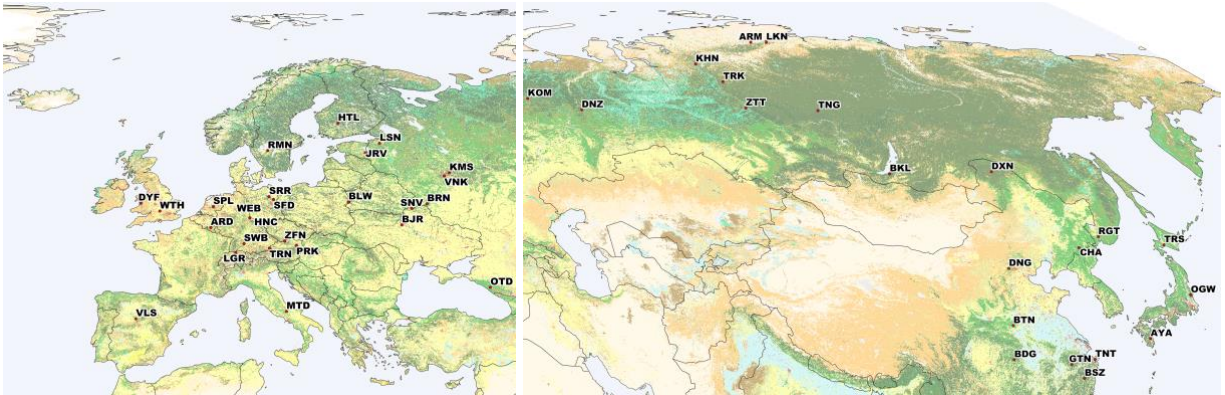 HTL
LSN
RMN
JRV
KMS
VNK
DYF
WTH
SPL
SRR
WEB
SFD
BLW
BRN
SNV
ARD
HNC
BJR
SWB
ZFN
LGR
TRN
PRK
OTD
VLS
MTD
ARM LKN
KHN
TRK
KOM
DNZ
ZTT
TNG
BKL
DXN
RGT
TRS
CHA
DNG
OGW
BTN
AYA
BDG
GTN
TNT
BSZ